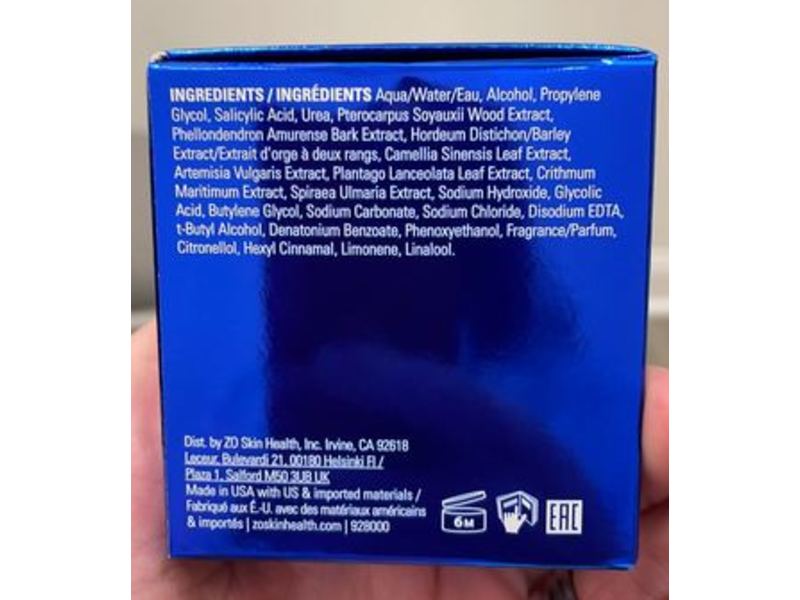 INGREDIENTS / INGRÉDIENTS Aqua/Water/Eau, Alcohol, Propylene
Glycol, Salicylic Acid, Urea, Pterocarpus Soyauxii Wood Extract,
Phellondendron Amurense Bark Extract, Hordeum Distichon/Barley
Extract/Extrait d'orge à deux rangs, Camellia Sinensis Leaf Extract,
Artemisia Vulgaris Extract, Plantago Lanceolata Leaf Extract, Crithmum
Maritimum Extract, Spiraea Ulmaria Extract, Sodium Hydroxide, Glycolic
Acid, Butylene Glycol, Sodium Carbonate, Sodium Chloride, Disodium EDTA,
t-Butyl Alcohol, Denatonium Benzoate, Phenoxyethanol, Fragrance/Parfum,
Citronellol, Hexyl Cinnamal, Limonene, Linalool.
Dist. by ZO Skin Health, Inc. Irvine, CA 92618
Leceur, Bulevardi 21, 00180 Helsinki FI /
Plaza 1, Salford M50 3UB UK
Made in USA with US & imported materials /
Fabriqué aux É.-U. avec des matériaux américains
& importés | zoskinhealth.com | 928000
6M
EAC